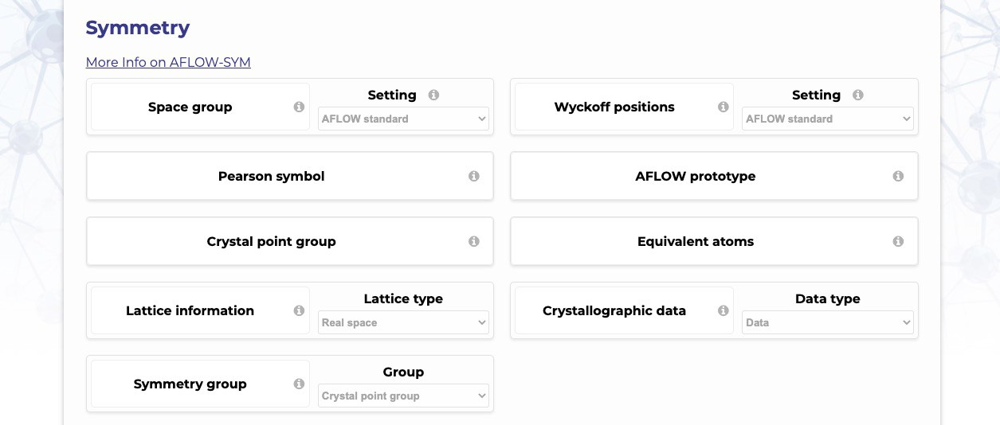 Symmetry
More Info on AFLOW-SYM
Space group
Setting
AFLOW standard
Wyckoff positions
Setting
AFLOW standard
Pearson symbol
AFLOW prototype
Crystal point group
Equivalent atoms
Lattice information
Lattice type
Real space
Crystallographic data
Data type
Data
Symmetry group
Group
Crystal point group